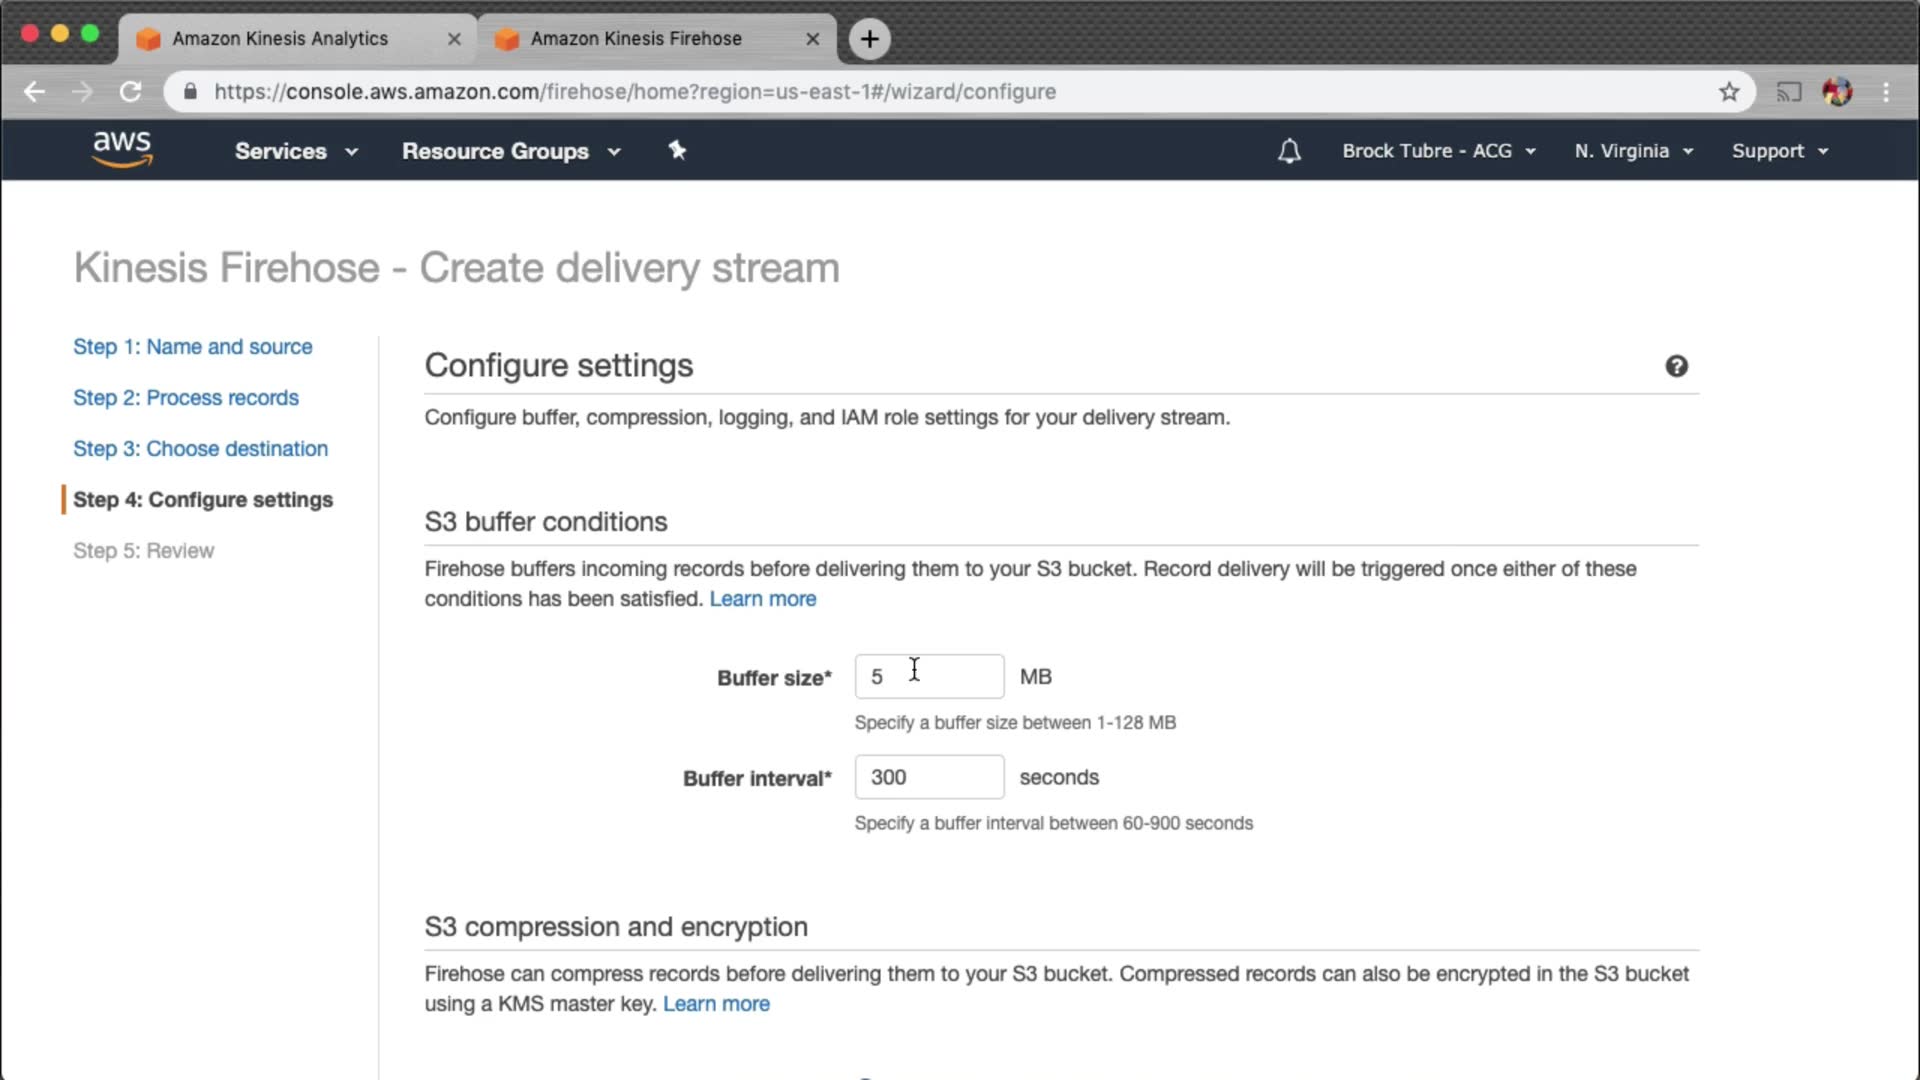 Amazon Kinesis Analytics
Amazon Kinesis Firehose
https://console.aws.amazon.com/firehose/home?region=us-east-1#/wizard/configure
aws
Services
Resource Groups
Brock Tubre - ACG
N. Virginia
Support
Kinesis Firehose - Create delivery stream
Step 1: Name and source
Step 2: Process records
Step 3: Choose destination
Step 4: Configure settings
Step 5: Review
Configure settings
?
Configure buffer, compression, logging, and IAM role settings for your delivery stream.
S3 buffer conditions
Firehose buffers incoming records before delivering them to your S3 bucket. Record delivery will be triggered once either of these
conditions has been satisfied. Learn more
Buffer size* 5 MB
Specify a buffer size between 1-128 MB
Buffer interval* 300 seconds
Specify a buffer interval between 60-900 seconds
S3 compression and encryption
Firehose can compress records before delivering them to your S3 bucket. Compressed records can also be encrypted in the S3 bucket
using a KMS master key. Learn more